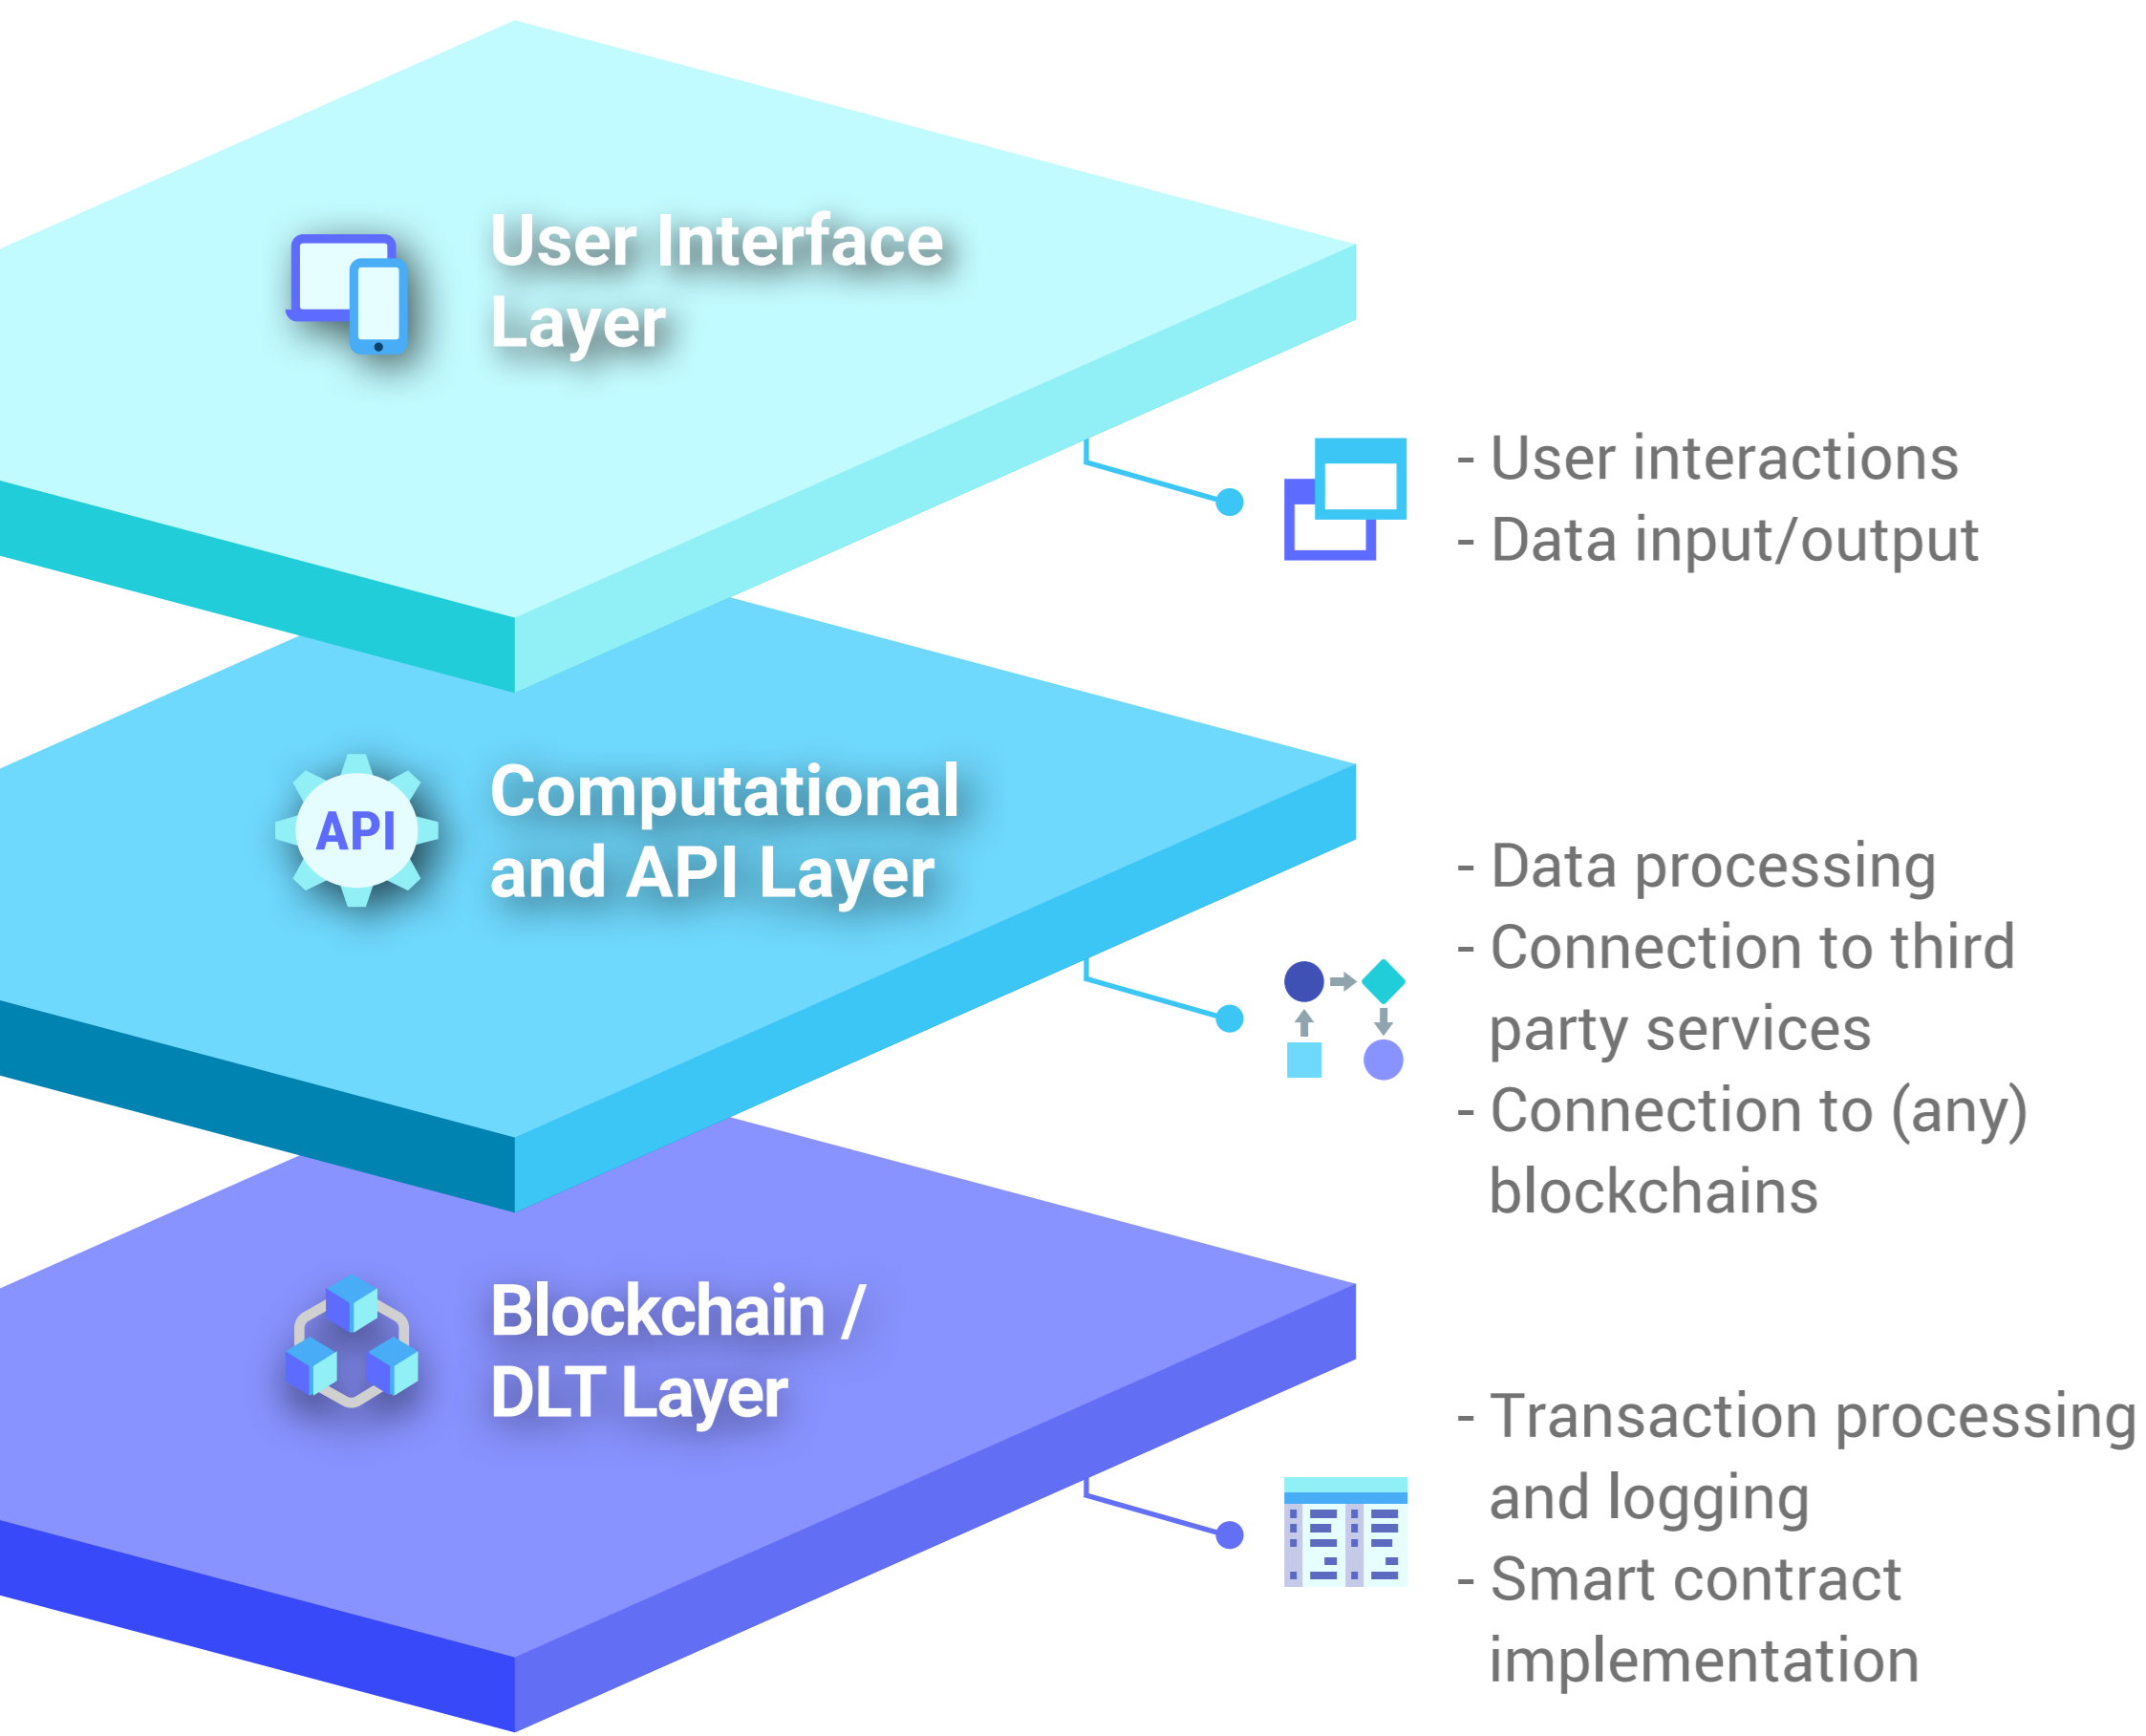 User Interface
Layer
- User interactions
- Data input/output
API
Computational
and API Layer
- Data processing
- Connection to third
party services
- Connection to (any)
blockchains
Blockchain /
DLT Layer
- Transaction processing
and logging
- Smart contract
implementation